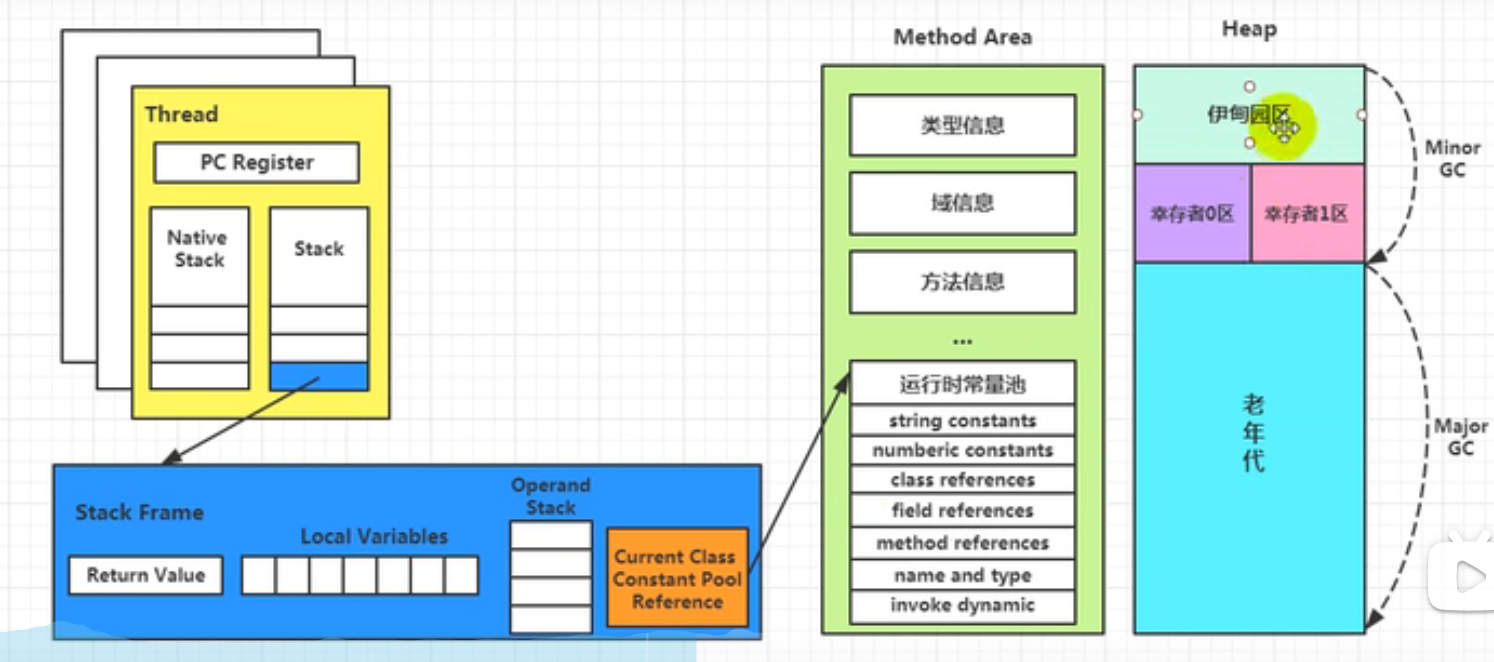 Thread
PC Register
Native
Stack
Stack
Stack Frame
Return Value
Local Variables
Operand
Stack
Current Class
Constant Pool
Reference
Method Area
类型信息
域信息
方法信息
...
运行时常量池
string constants
numberic constants
class references
field references
method references
name and type
invoke dynamic
Heap
伊甸园区
幸存者0区
幸存者1区
老
年
代
Minor
GC
Major
GC